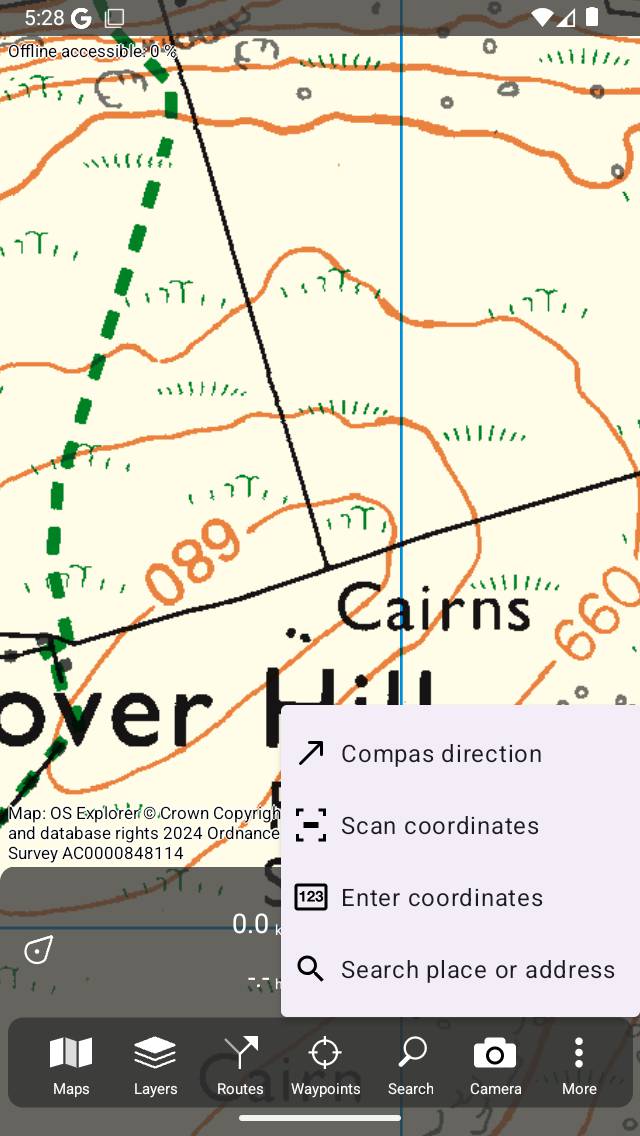 5:28
Offline accessible: 0 %
089
Cairns
660
over Hill
Map: OS Explorer © Crown Copyrigh
and database rights 2024 Ordnance
Survey AC0000848114
Compas direction
Scan coordinates
Enter coordinates
Search place or address
0.0 k
-.- h
Cairn
Maps
Layers
Routes
Waypoints
Search
Camera
More